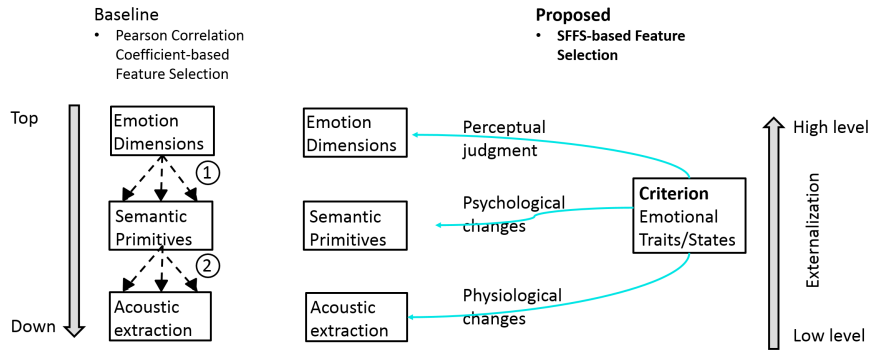 Baseline
• Pearson Correlation
Coefficient-based
Feature Selection
Proposed
• SFFS-based Feature
Selection
Top
Down
Emotion
Dimensions
1
Semantic
Primitives
2
Acoustic
extraction
Emotion
Dimensions
Semantic
Primitives
Acoustic
extraction
Perceptual
judgment
Psychological
changes
Physiological
changes
Criterion
Emotional
Traits/States
High level
Externalization
Low level